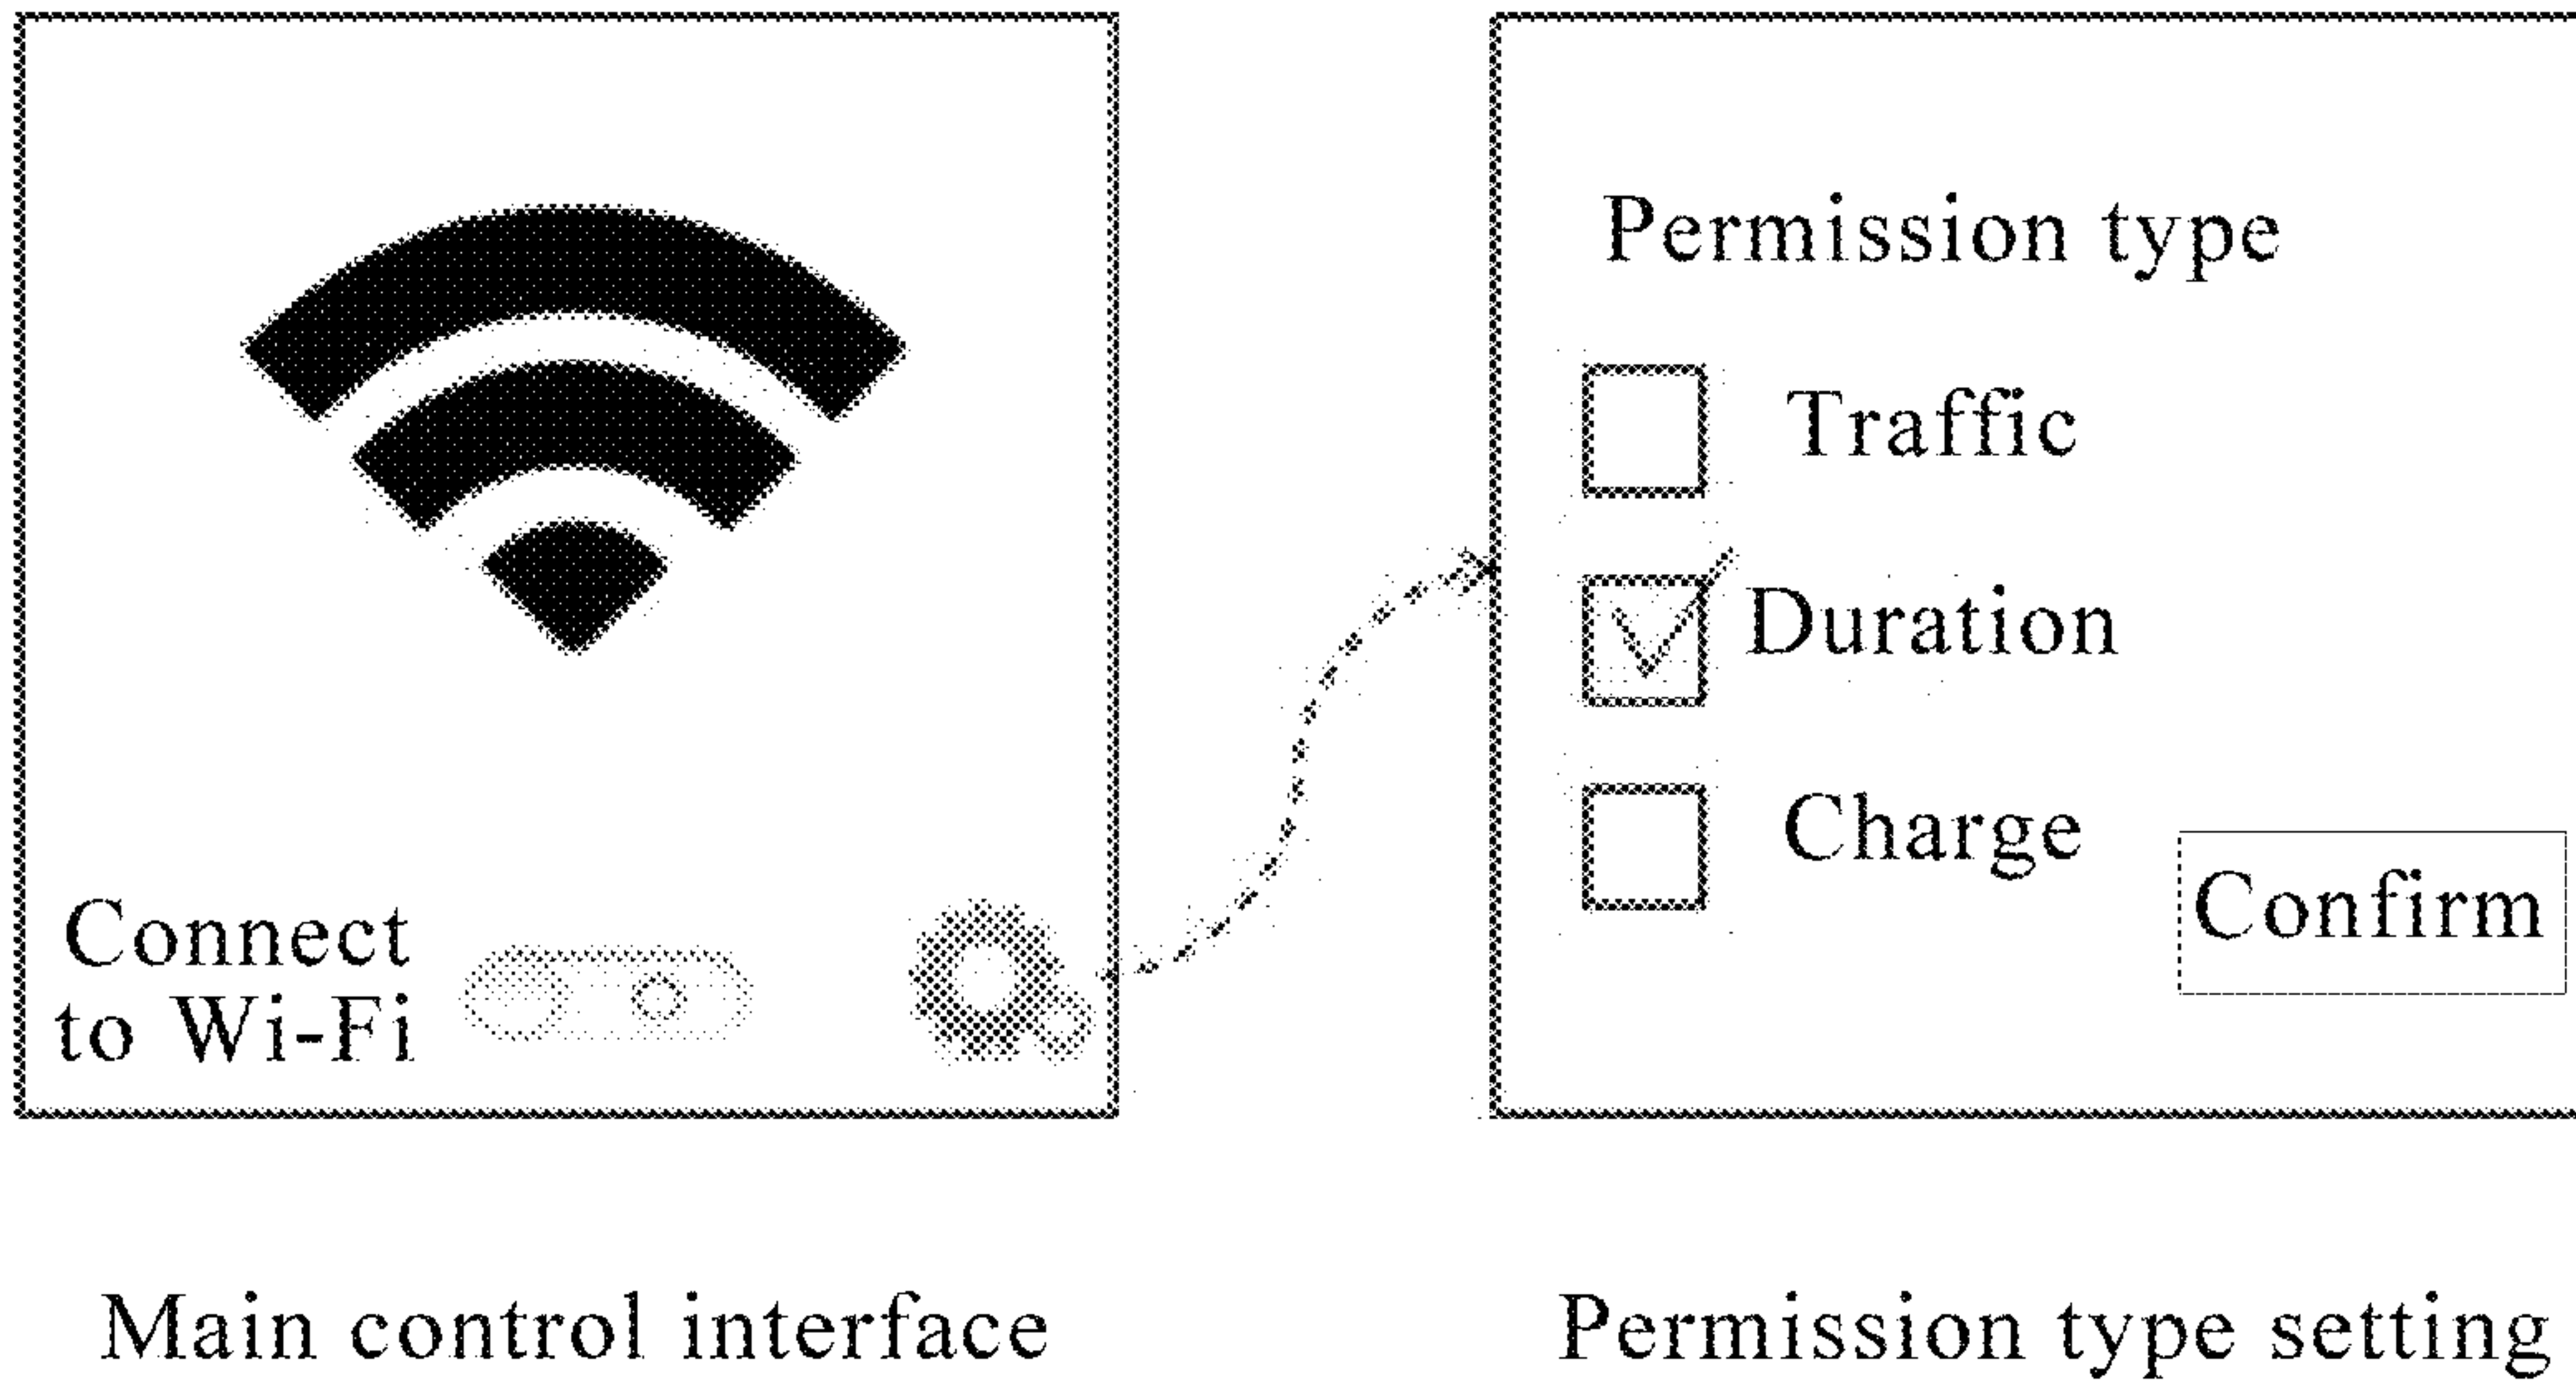 Connect
to Wi-Fi
Permission type
Traffic
Duration
Charge
Confirm
Main control interface
Permission type setting